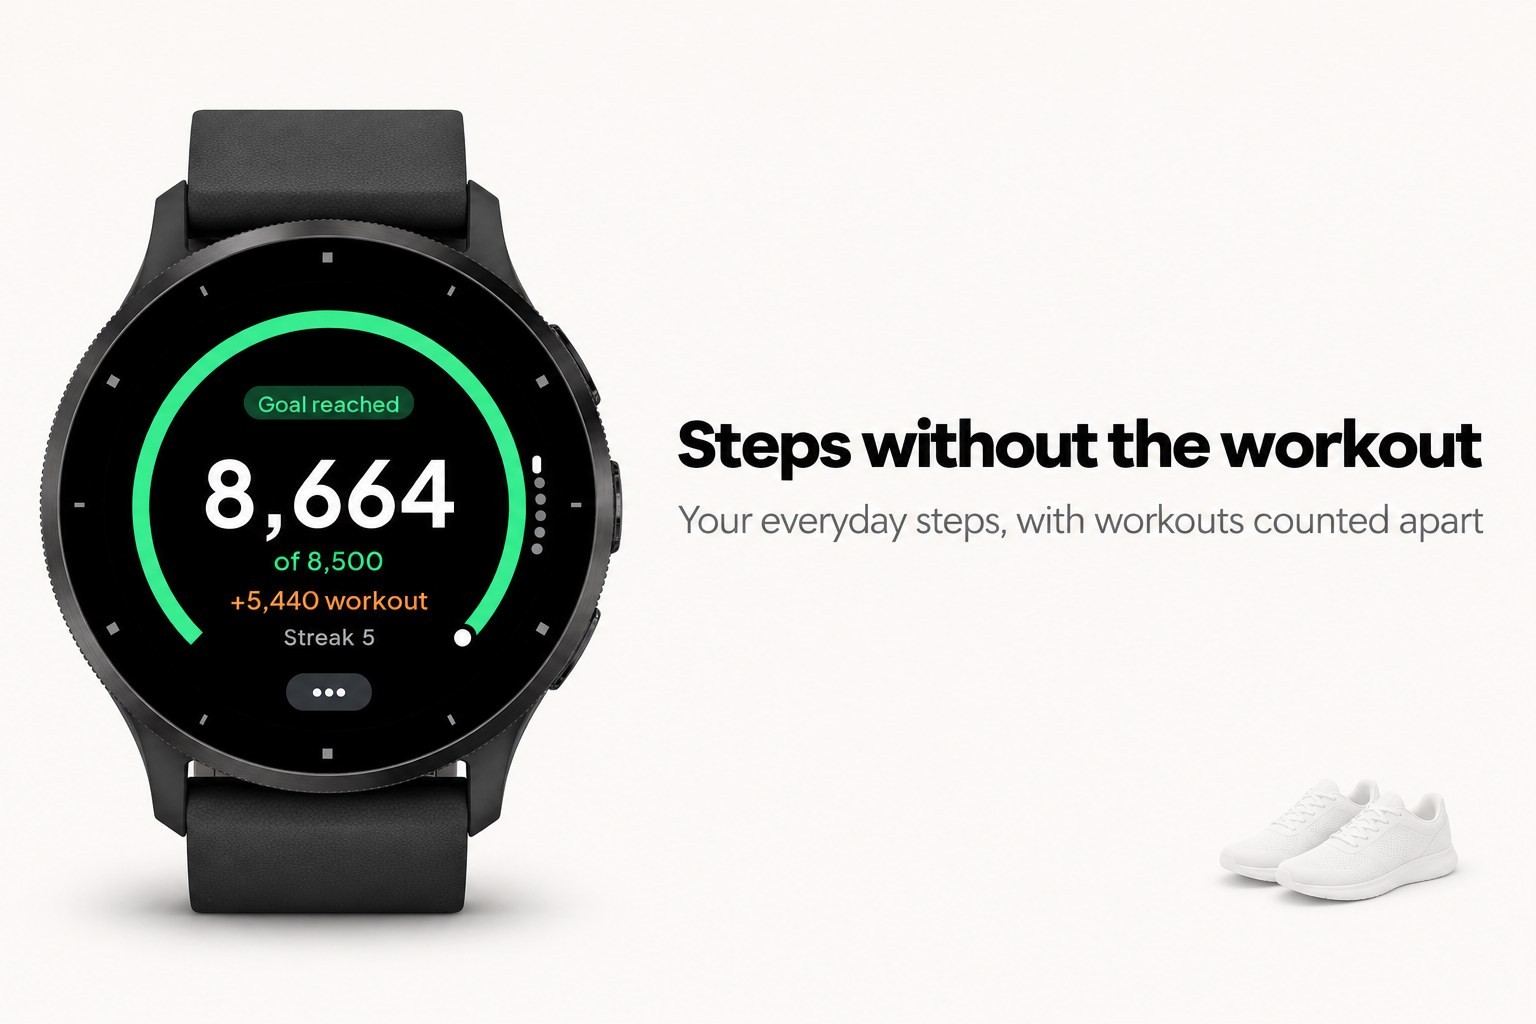 Goal reached
8,664
of 8,500
+5,440 workout
Streak 5
Steps without the workout
Your everyday steps, with workouts counted apart